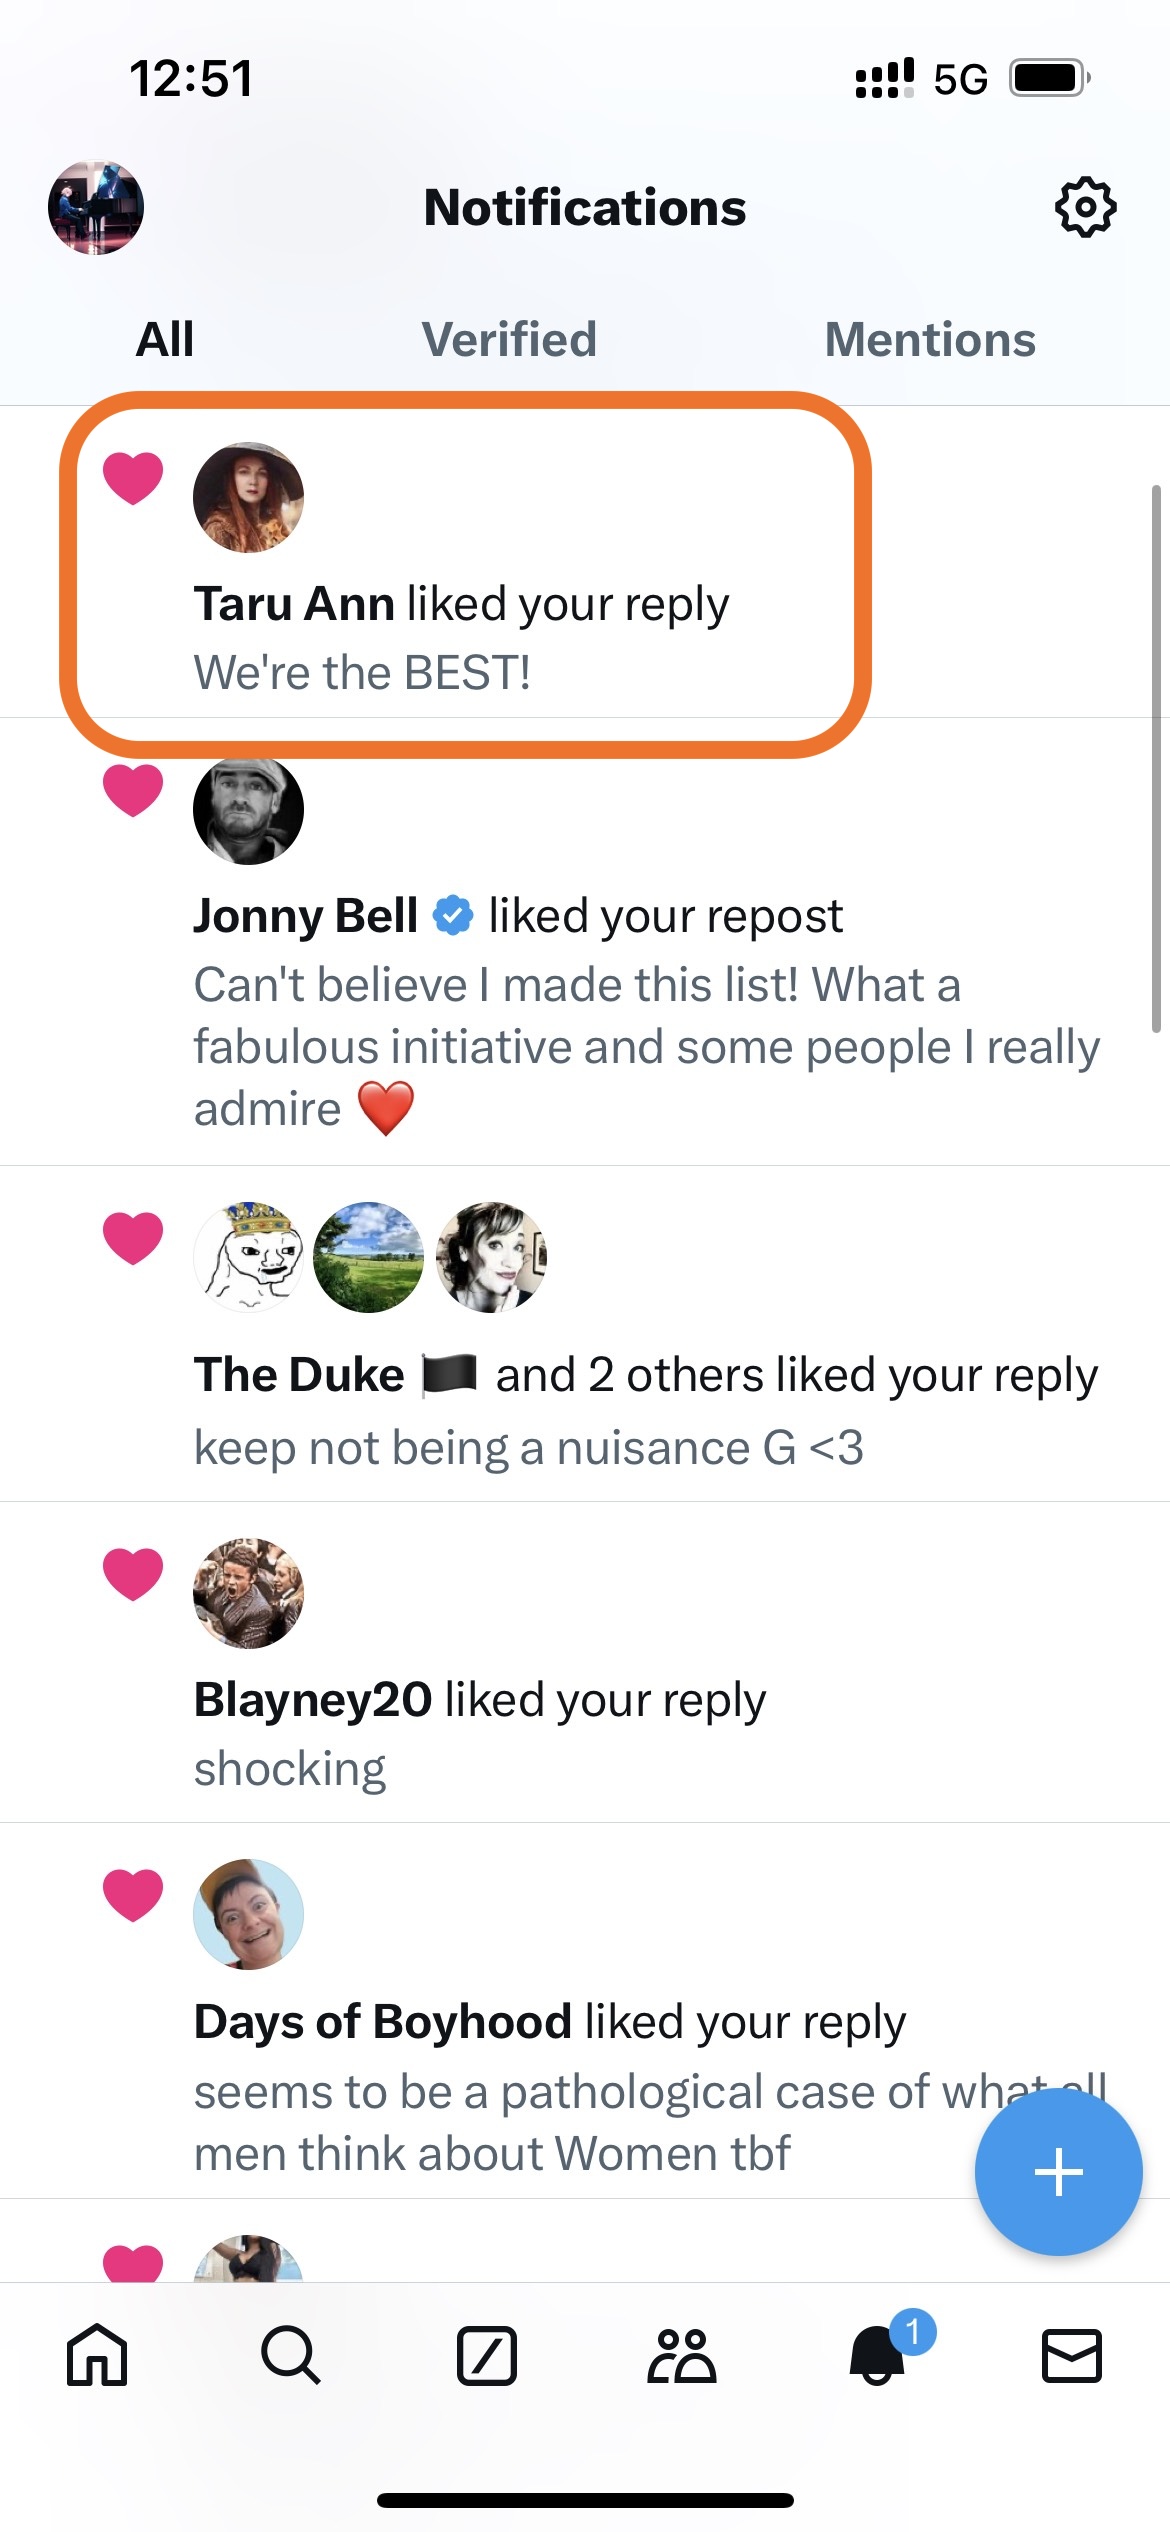 12:51
5G
Notifications
All Verified Mentions
Taru Ann liked your reply
We're the BEST!
Jonny Bell liked your repost
Can't believe I made this list! What a
fabulous initiative and some people I really
admire ❤️
The Duke 🏴 and 2 others liked your reply
keep not being a nuisance G <3
Blayney20 liked your reply
shocking
Days of Boyhood liked your reply
seems to be a pathological case of what all
men think about Women tbf
1